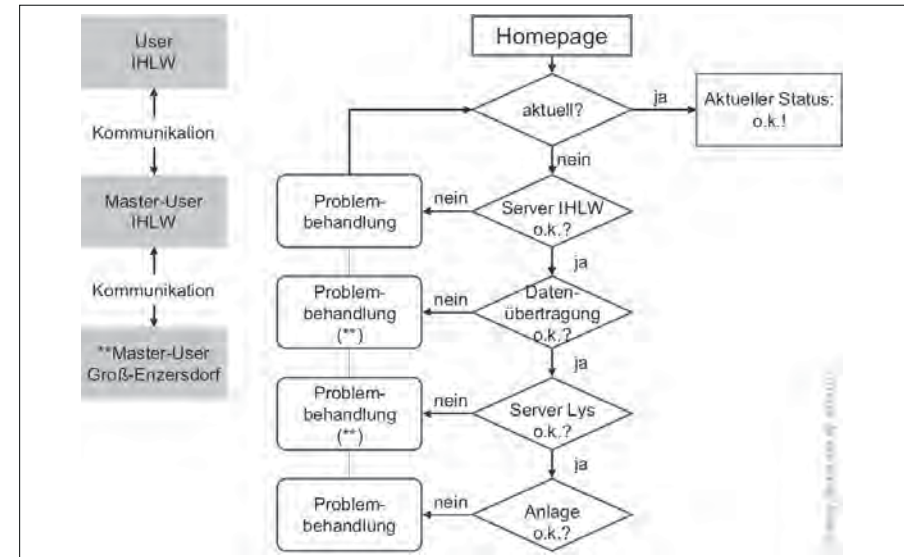 User
IHLW
Kommunikation
Master-User
IHLW
Kommunikation
**Master-User
Groß-Enzersdorf
Homepage
aktuell?
ja
Aktueller Status:
o.k.!
nein
Server IHLW
o.k.?
nein
Problem-
behandlung
ja
Daten-
übertragung
o.k.?
nein
Problem-
behandlung
(**)
ja
Server Lys
o.k.?
nein
Problem-
behandlung
(**)
ja
Anlage
o.k.?
nein
Problem-
behandlung